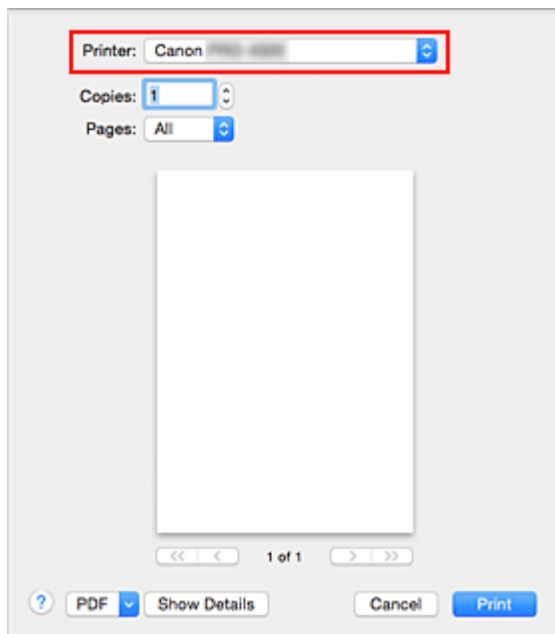 Printer: Canon
Copies: 1
Pages: All
<< < 1 of 1 > >>
? PDF Show Details Cancel Print